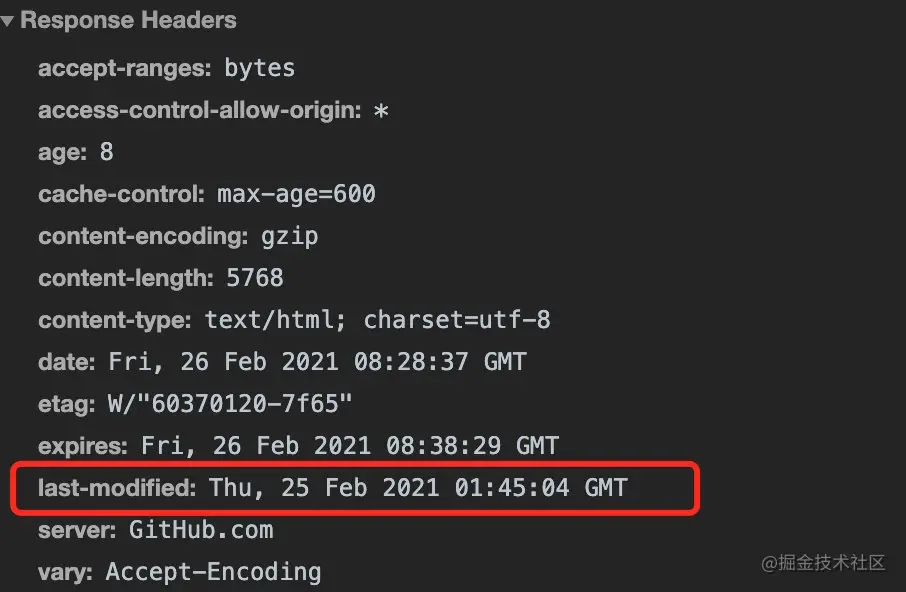 Response Headers
accept-ranges: bytes
access-control-allow-origin: *
age: 8
cache-control: max-age=600
content-encoding: gzip
content-length: 5768
content-type: text/html; charset=utf-8
date: Fri, 26 Feb 2021 08:28:37 GMT
etag: W/"60370120-7f65"
expires: Fri, 26 Feb 2021 08:38:29 GMT
last-modified: Thu, 25 Feb 2021 01:45:04 GMT
server: GitHub.com
vary: Accept-Encoding
@掘金技术社区